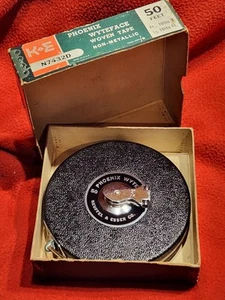 K+E
PHOENIX
WYTEFACE
WOVEN TAPE
NON-METALLIC
N7432D
50
FEET
PHOENIX WYTE
KEUFFEL & ESSER CO.